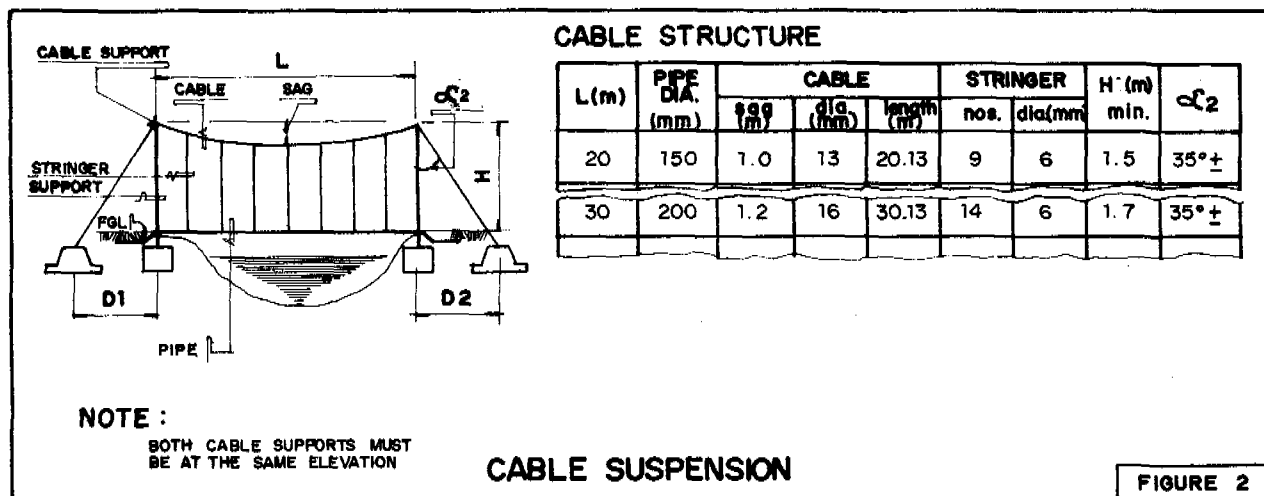 CABLE STRUCTURE
CABLE SUPPORT
L
CABLE
SAG
∝2
STRINGER
SUPPORT
H
FGL
D1
D2
PIPE
L(m)
PIPE DIA. (mm)
CABLE
STRINGER
H (m) min.
∝2
sag (m)
dia. (mm)
length (m)
nos.
dia(mm
20 150 1.0 13 20.13 9 6 1.5 35°±
30 200 1.2 16 30.13 14 6 1.7 35°±
NOTE :
BOTH CABLE SUPPORTS MUST
BE AT THE SAME ELEVATION
CABLE SUSPENSION
FIGURE 2